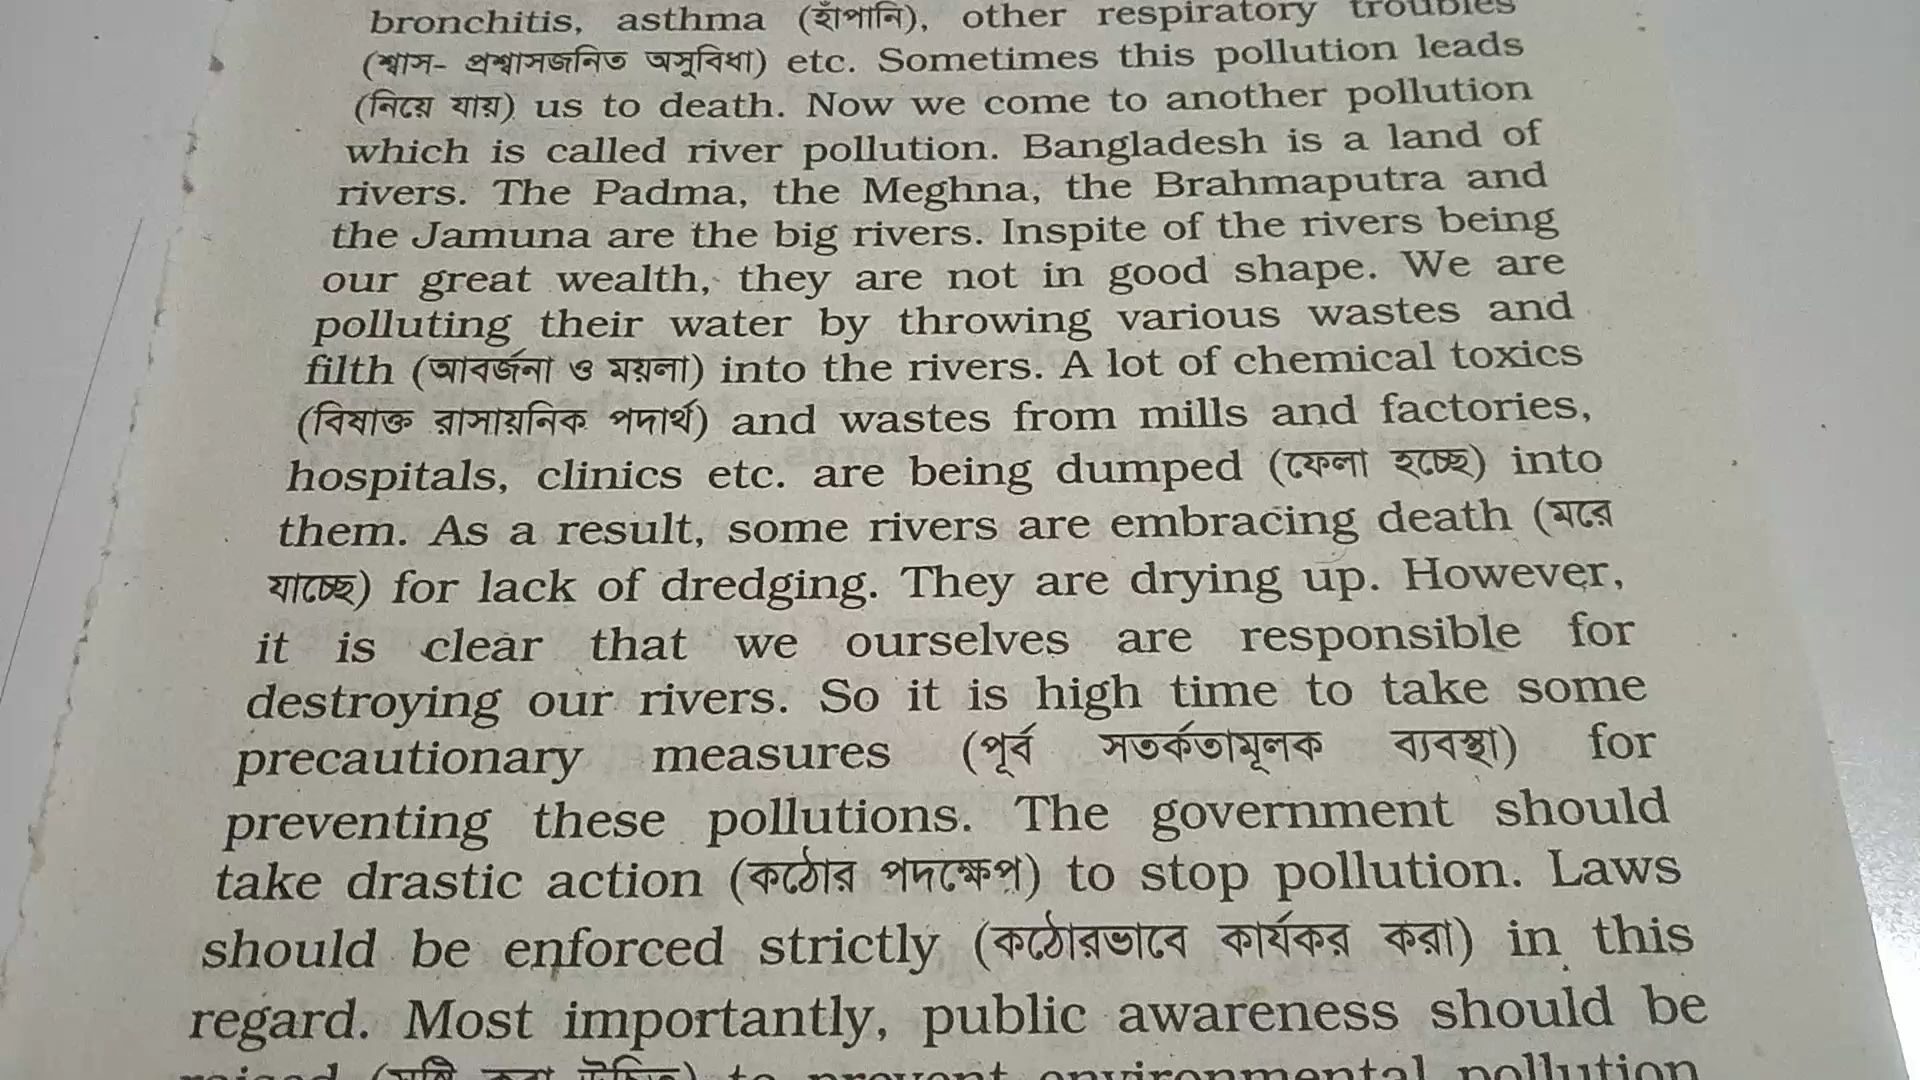 bronchitis, asthma (হাঁপানি), other respiratory troubles
(শ্বাস- প্রশ্বাসজনিত অসুবিধা) etc. Sometimes this pollution leads
(নিয়ে যায়) us to death. Now we come to another pollution
which is called river pollution. Bangladesh is a land of
rivers. The Padma, the Meghna, the Brahmaputra and
the Jamuna are the big rivers. Inspite of the rivers being
our great wealth, they are not in good shape. We are
polluting their water by throwing various wastes and
filth (আবর্জনা ও ময়লা) into the rivers. A lot of chemical toxics
(বিষাক্ত রাসায়নিক পদার্থ) and wastes from mills and factories,
hospitals, clinics etc. are being dumped (ফেলা হচ্ছে) into
them. As a result, some rivers are embracing death (মরে
যাচ্ছে) for lack of dredging. They are drying up. However,
it is clear that we ourselves are responsible for
destroying our rivers. So it is high time to take some
precautionary measures (পূর্ব সতর্কতামূলক ব্যবস্থা) for
preventing these pollutions. The government should
take drastic action (কঠোর পদক্ষেপ) to stop pollution. Laws
should be enforced strictly (কঠোরভাবে কার্যকর করা) in this
regard. Most importantly, public awareness should be
raised (সৃষ্টি করা উচিত) to prevent environmental pollution